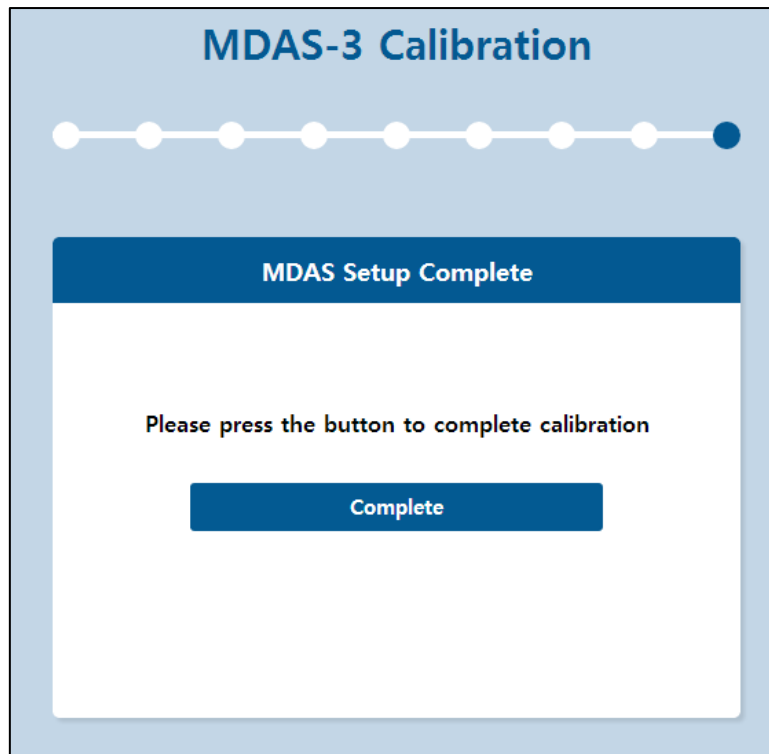 MDAS-3 Calibration
MDAS Setup Complete
Please press the button to complete calibration
Complete